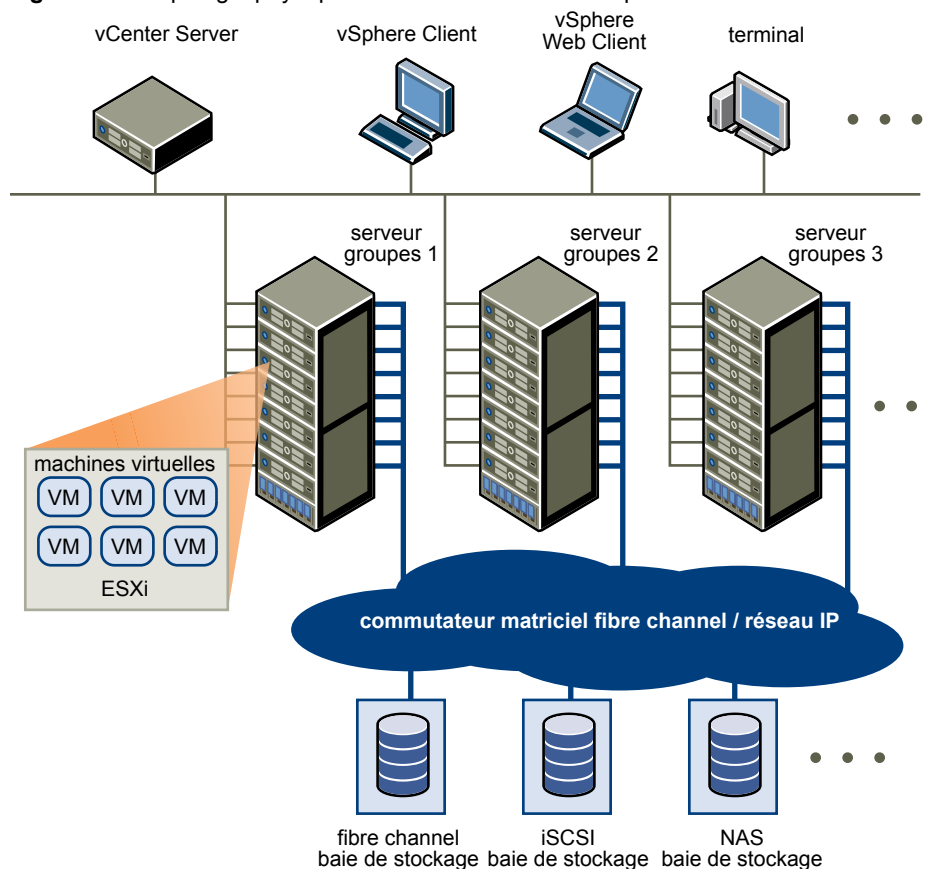 vCenter Server
vSphere Client
vSphere
Web Client
terminal
serveur
groupes 1
serveur
groupes 2
serveur
groupes 3
machines virtuelles
VM VM VM
VM VM VM
ESXi
commutateur matriciel fibre channel / réseau IP
fibre channel
baie de stockage
iSCSI
baie de stockage
NAS
baie de stockage